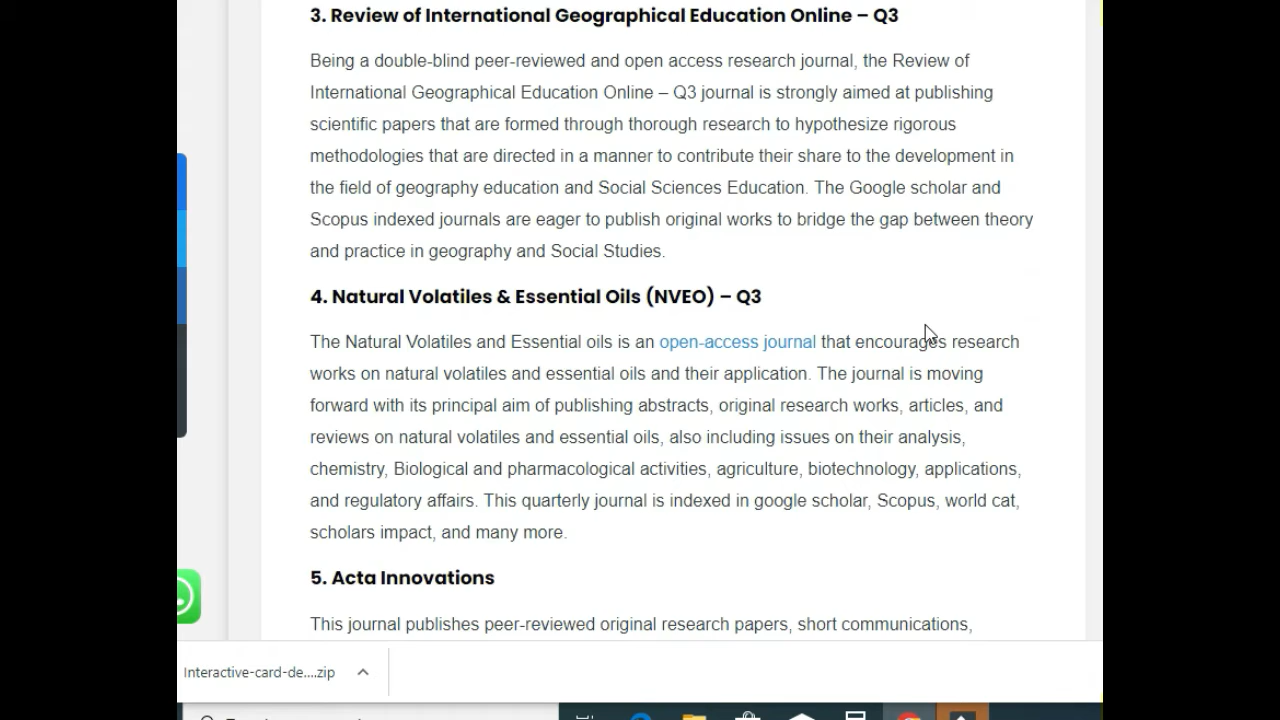 3. Review of International Geographical Education Online – Q3
Being a double-blind peer-reviewed and open access research journal, the Review of
International Geographical Education Online – Q3 journal is strongly aimed at publishing
scientific papers that are formed through thorough research to hypothesize rigorous
methodologies that are directed in a manner to contribute their share to the development in
the field of geography education and Social Sciences Education. The Google scholar and
Scopus indexed journals are eager to publish original works to bridge the gap between theory
and practice in geography and Social Studies.
4. Natural Volatiles & Essential Oils (NVEO) – Q3
The Natural Volatiles and Essential oils is an open-access journal that encourages research
works on natural volatiles and essential oils and their application. The journal is moving
forward with its principal aim of publishing abstracts, original research works, articles, and
reviews on natural volatiles and essential oils, also including issues on their analysis,
chemistry, Biological and pharmacological activities, agriculture, biotechnology, applications,
and regulatory affairs. This quarterly journal is indexed in google scholar, Scopus, world cat,
scholars impact, and many more.
5. Acta Innovations
This journal publishes peer-reviewed original research papers, short communications,
Interactive-card-de....zip